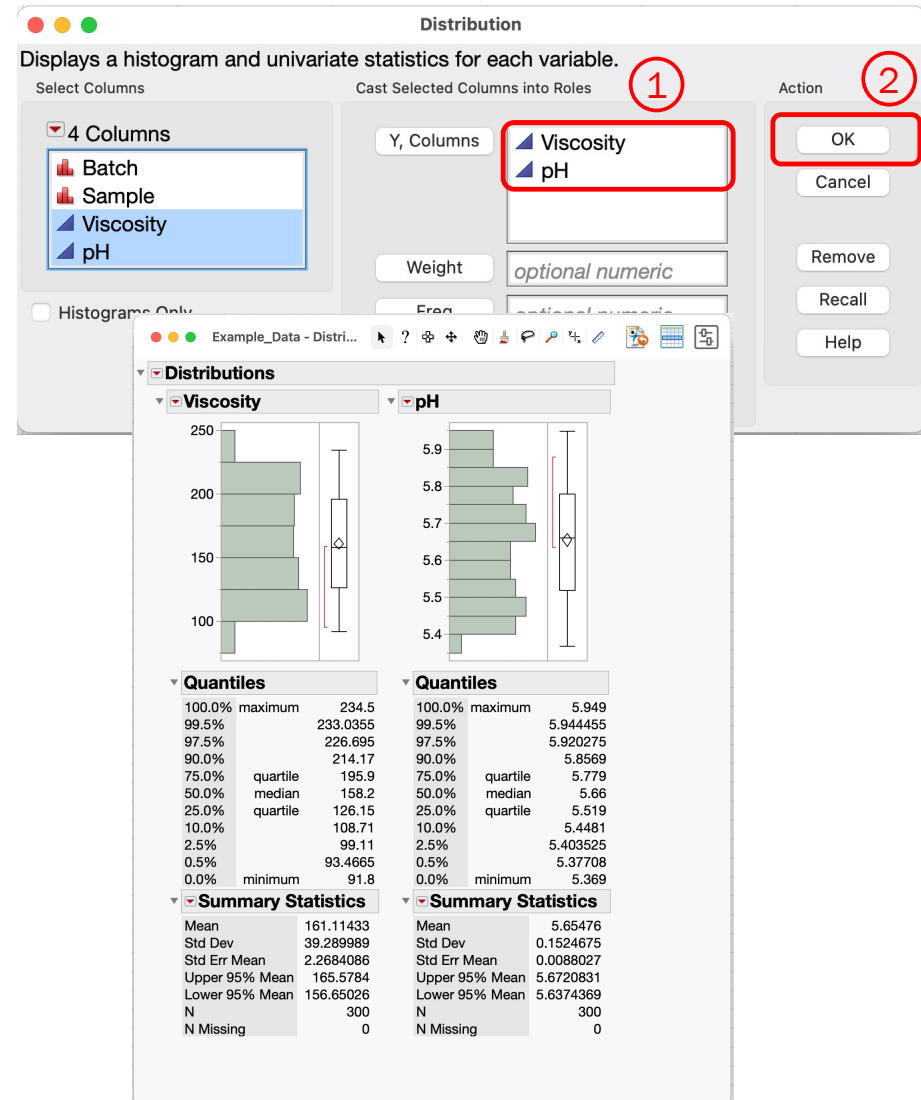 Distribution
Displays a histogram and univariate statistics for each variable.
Select Columns
Cast Selected Columns into Roles
1
Action
2
4 Columns
Batch
Sample
Viscosity
pH
Y, Columns
Viscosity
pH
OK
Cancel
Weight
optional numeric
Remove
Histograms Only
Freq
optional numeric
Recall
Help
Example_Data - Distri...
Distributions
Viscosity
250
200
150
100
pH
5.9
5.8
5.7
5.6
5.5
5.4
Quantiles
100.0% maximum 234.5
99.5% 233.0355
97.5% 226.695
90.0% 214.17
75.0% quartile 195.9
50.0% median 158.2
25.0% quartile 126.15
10.0% 108.71
2.5% 99.11
0.5% 93.4665
0.0% minimum 91.8
Quantiles
100.0% maximum 5.949
99.5% 5.944455
97.5% 5.920275
90.0% 5.8569
75.0% quartile 5.779
50.0% median 5.66
25.0% quartile 5.519
10.0% 5.4481
2.5% 5.403525
0.5% 5.37708
0.0% minimum 5.369
Summary Statistics
Mean 161.11433
Std Dev 39.289989
Std Err Mean 2.2684086
Upper 95% Mean 165.5784
Lower 95% Mean 156.65026
N 300
N Missing 0
Summary Statistics
Mean 5.65476
Std Dev 0.1524675
Std Err Mean 0.0088027
Upper 95% Mean 5.6720831
Lower 95% Mean 5.6374369
N 300
N Missing 0